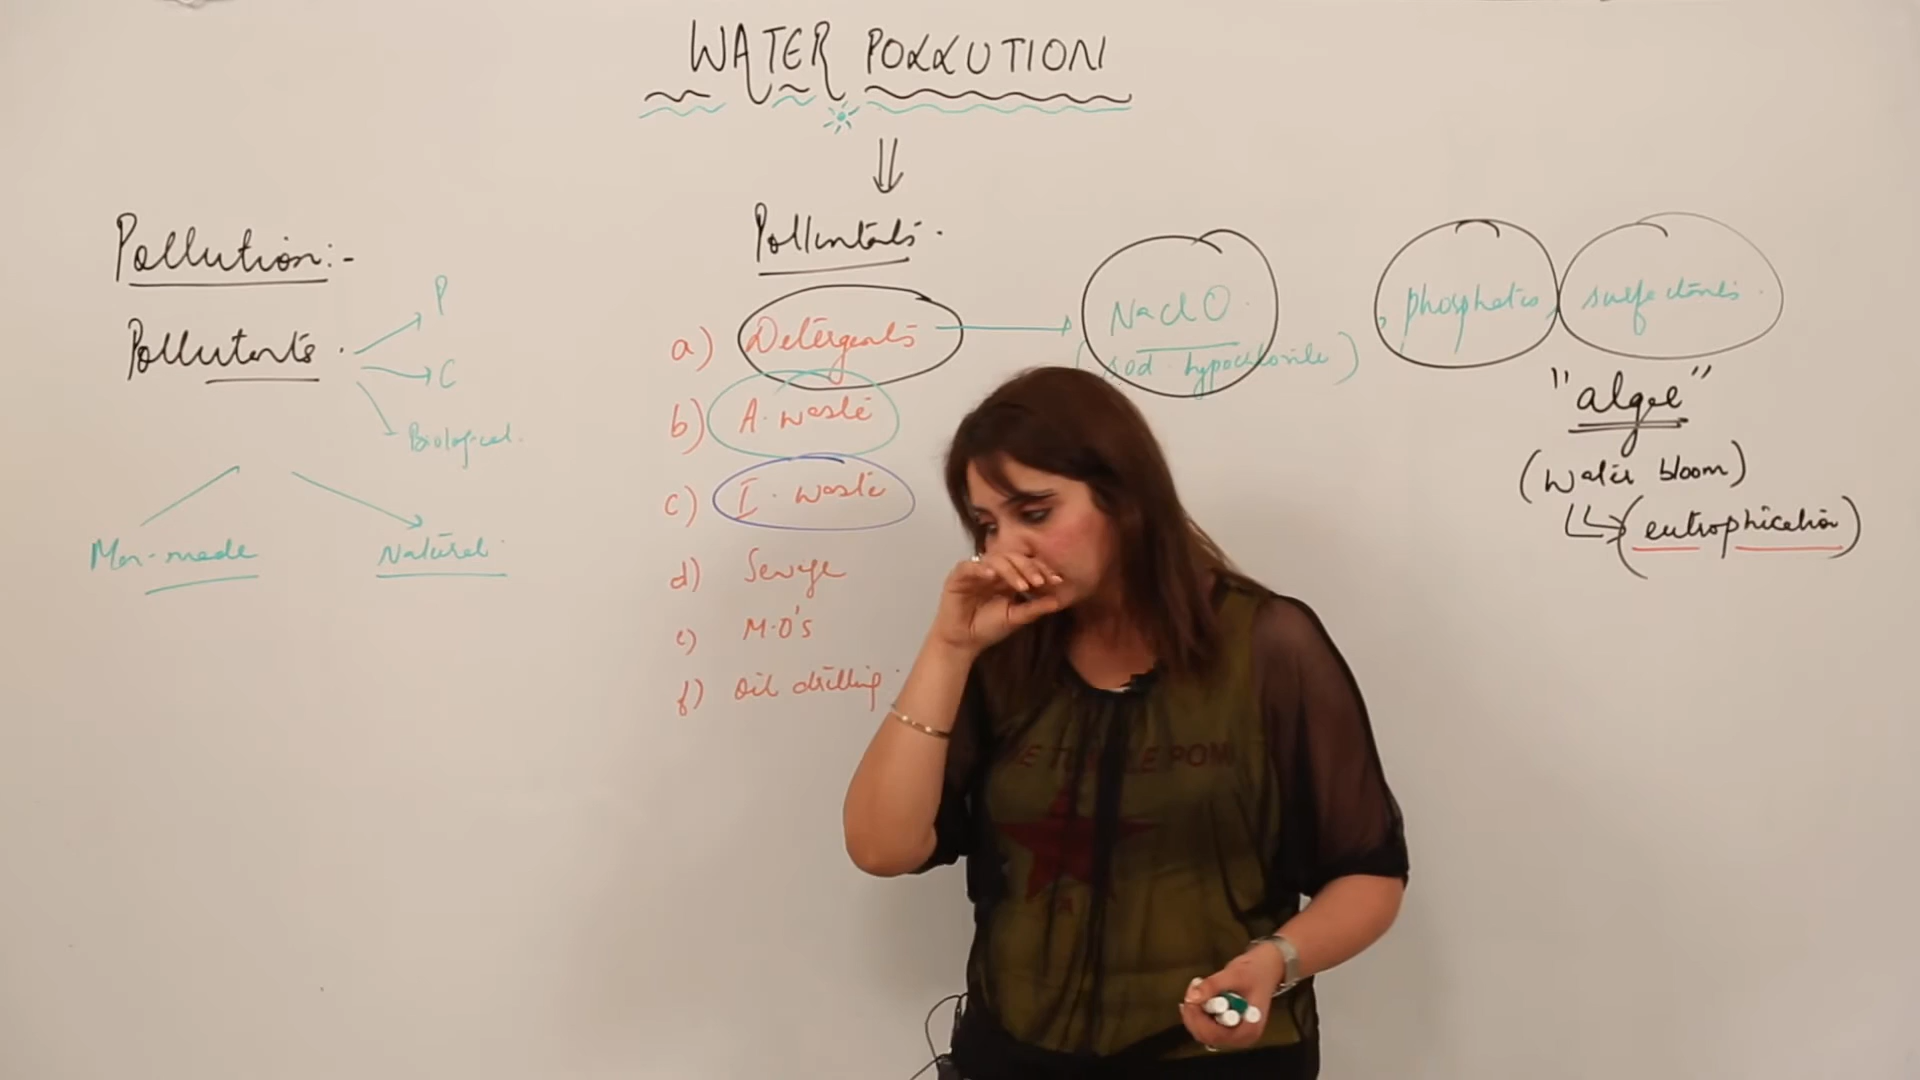 WATER POLLUTION
Pollution:-
Pollutants.
P
C
Biological.
Man-made
Natural.
Pollutants.
a) Detergents
NaClO.
(sod. hypochlorite)
, phosphates, surfactants.
b) A. waste
c) I. waste
d) Sewage
e) M.O's
f) Oil drilling.
"algae"
(water bloom)
(eutrophication)